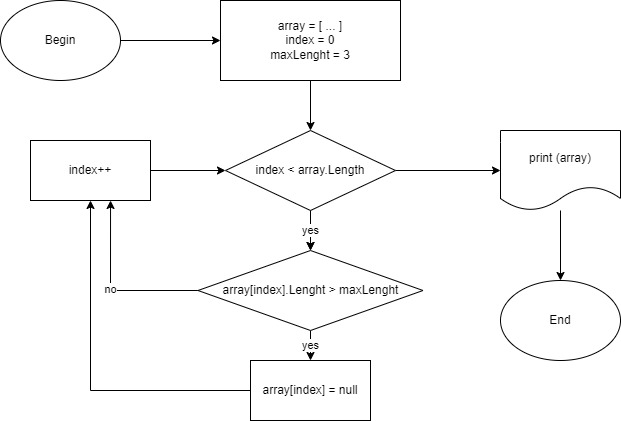 Begin
array = [ ... ]
index = 0
maxLenght = 3
index++
index < array.Length
print (array)
yes
array[index].Lenght > maxLenght
no
End
yes
array[index] = null